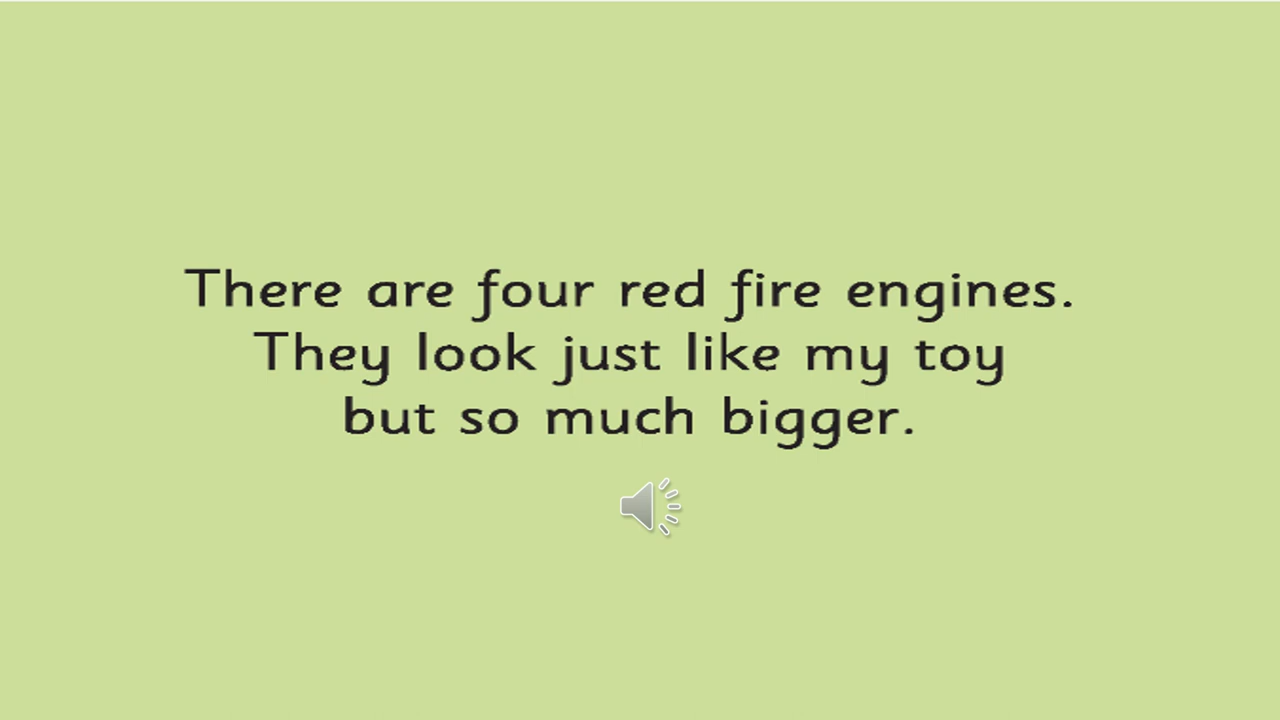 There are four red fire engines.
They look just like my toy
but so much bigger.